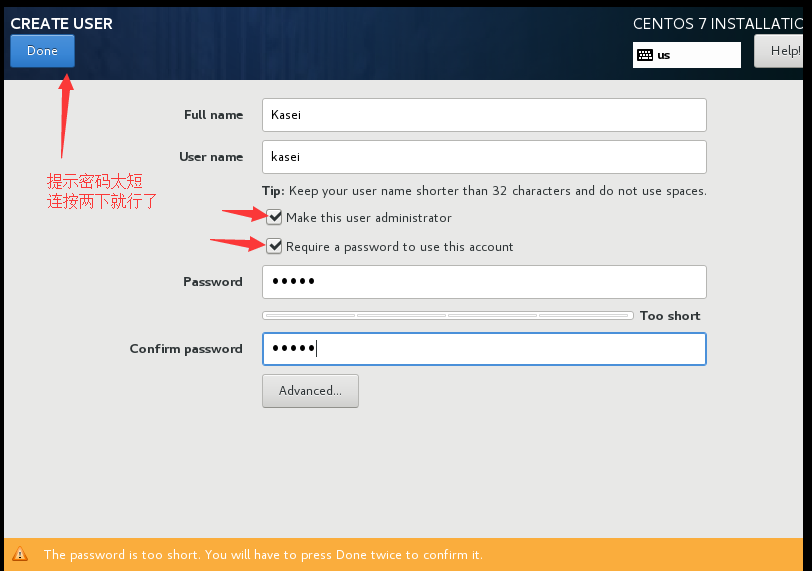 CREATE USER
CENTOS 7 INSTALLATIC
Done
us
Help!
Full name
Kasei
提示密码太短
连按两下就行了
User name
kasei
Tip: Keep your user name shorter than 32 characters and do not use spaces.
Make this user administrator
Require a password to use this account
Password
•••••
Too short
Confirm password
•••••
Advanced...
The password is too short. You will have to press Done twice to confirm it.